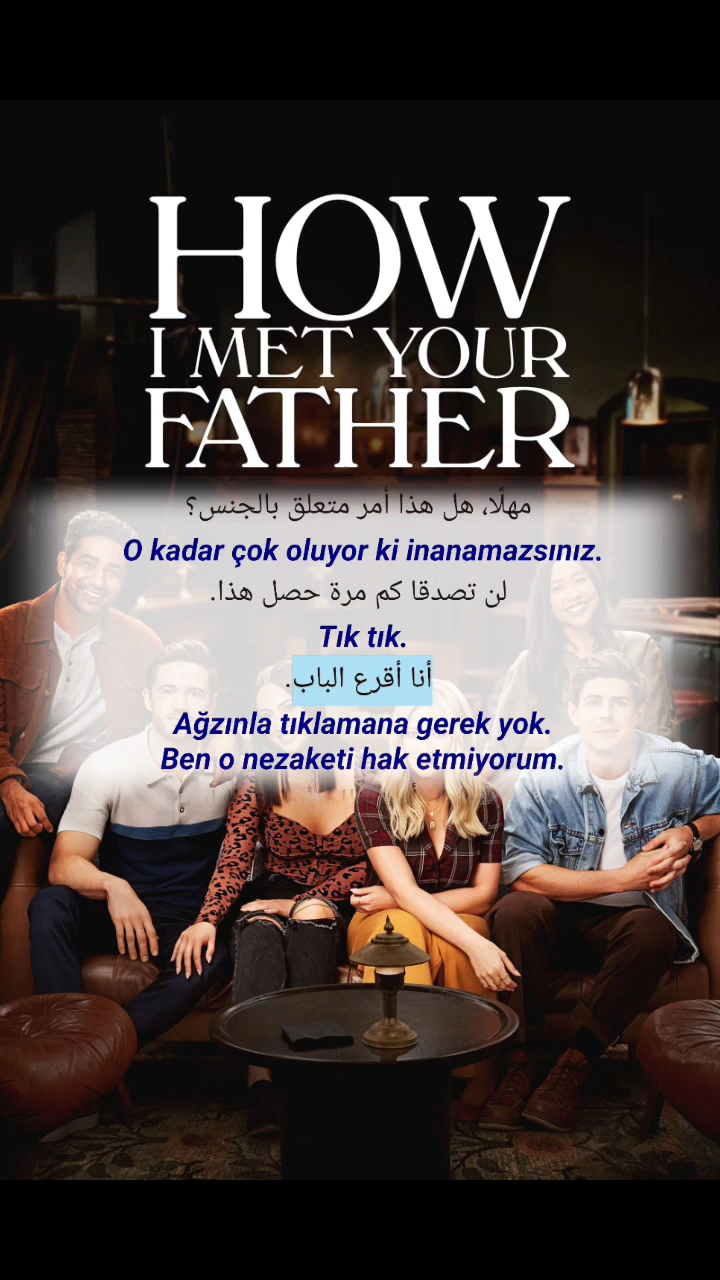 HOW
I MET YOUR
FATHER
مهلًا، هل هذا أمر متعلق بالجنس؟
O kadar çok oluyor ki inanamazsınız.
لن تصدقا كم مرة حصل هذا.
Tık tık.
أنا أقرع الباب.
Ağzınla tıklamana gerek yok.
Ben o nezaketi hak etmiyorum.